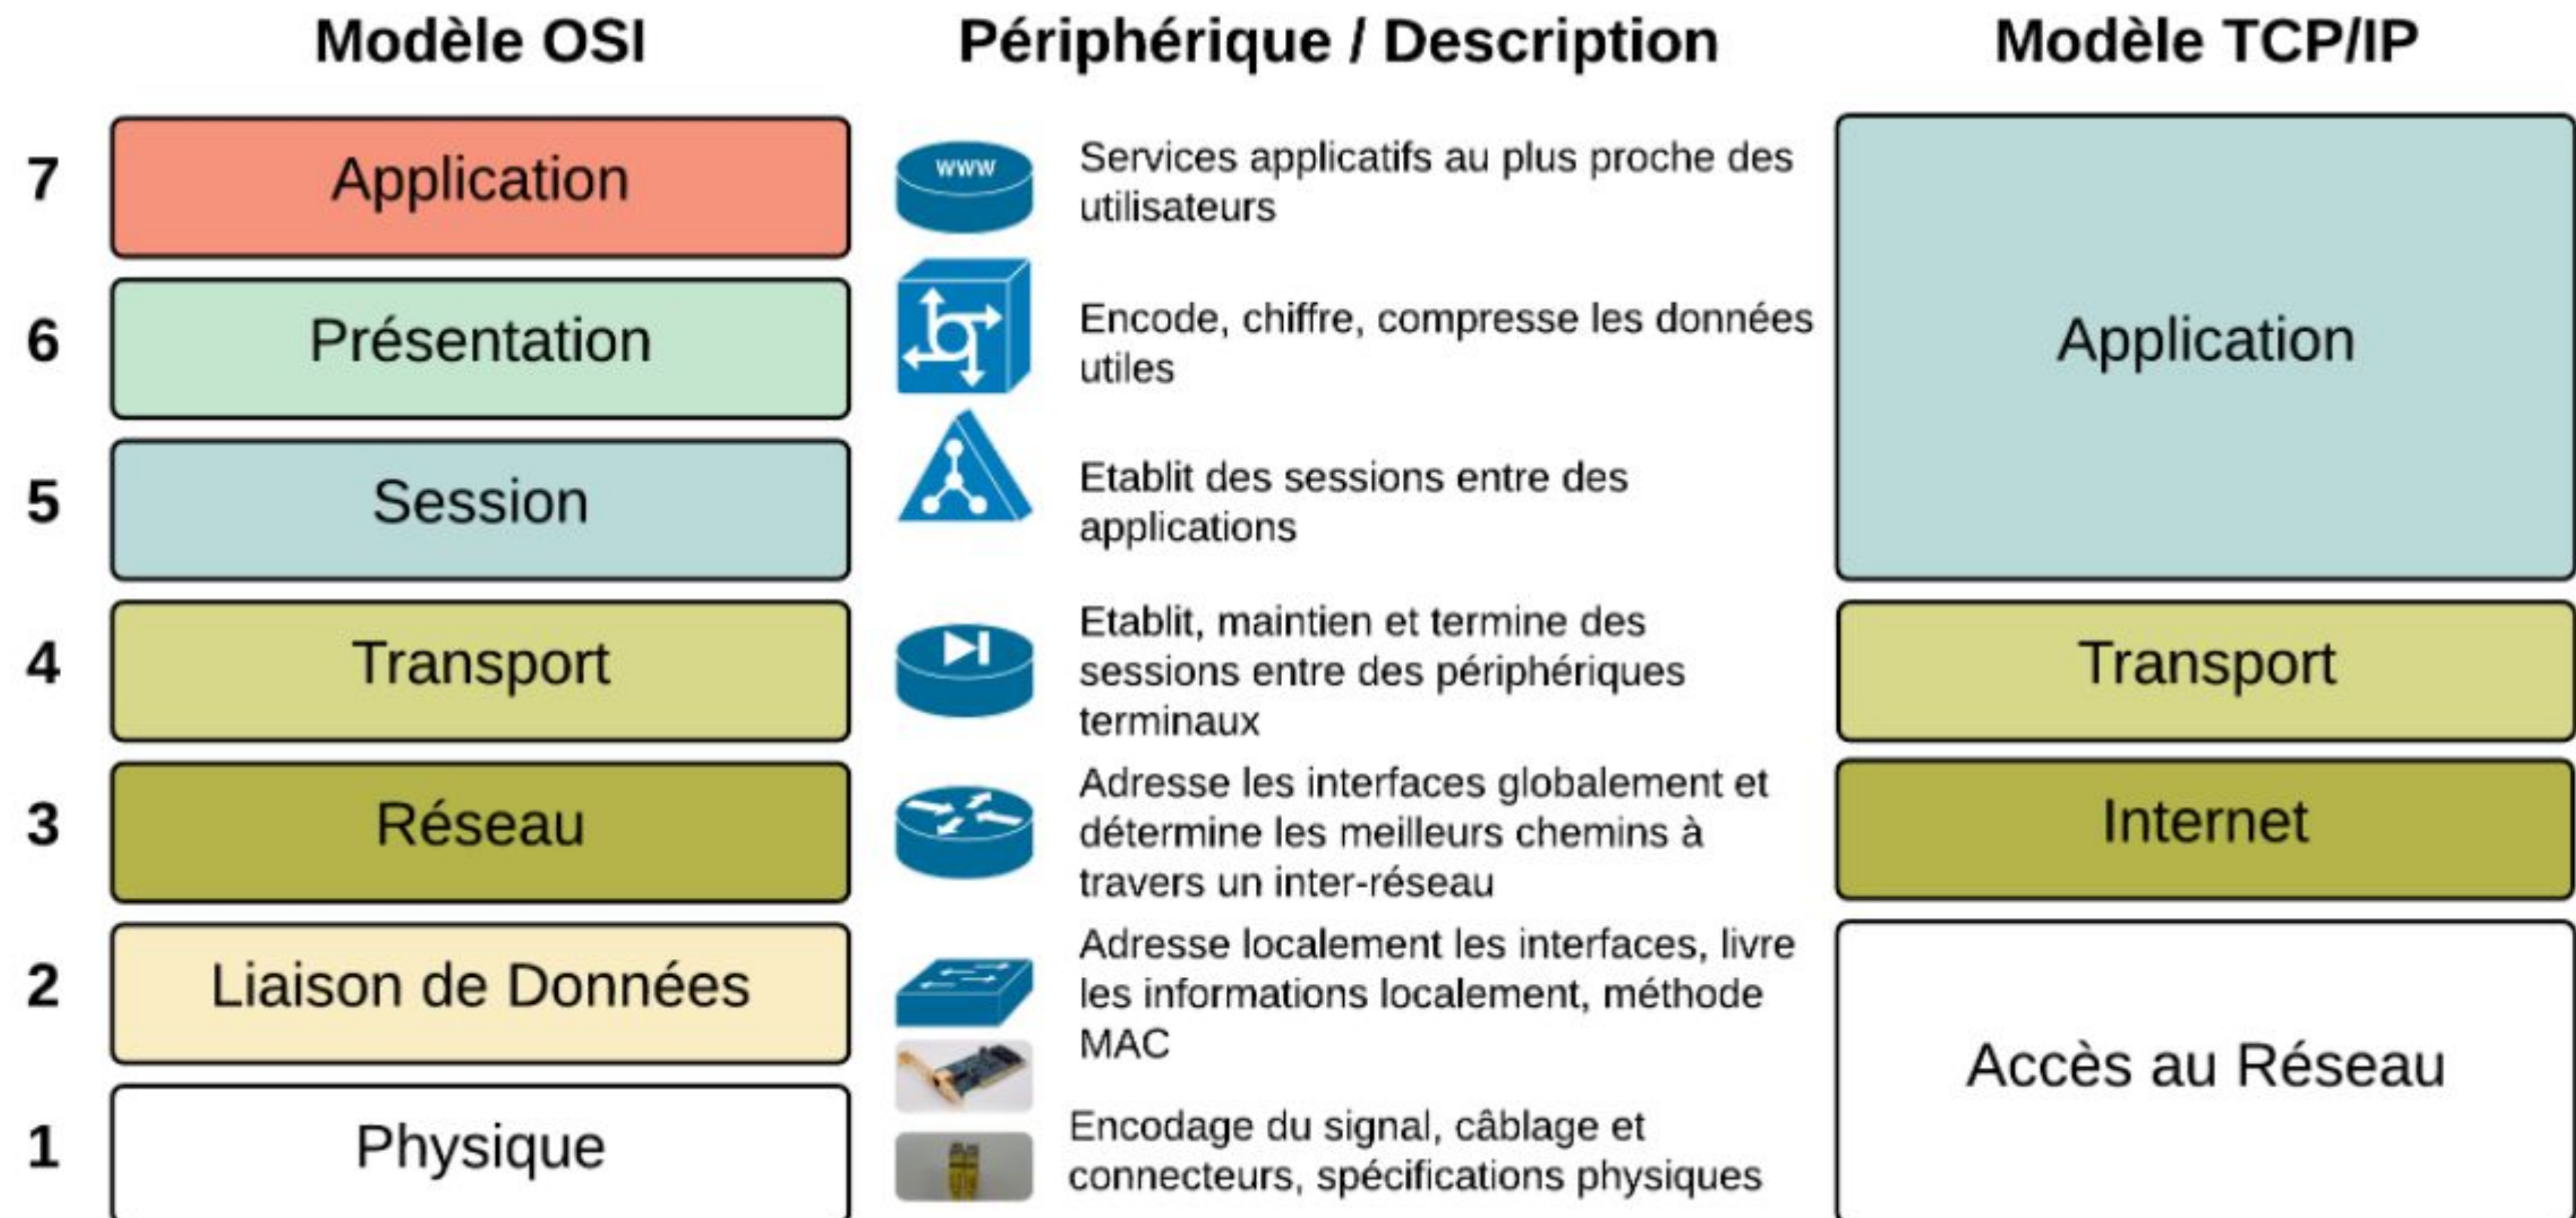 Modèle OSI
Périphérique / Description
Modèle TCP/IP
7
Application
www
Services applicatifs au plus proche des
utilisateurs
6
Présentation
Encode, chiffre, compresse les données
utiles
Application
5
Session
Etablit des sessions entre des
applications
4
Transport
Etablit, maintien et termine des
sessions entre des périphériques
terminaux
Transport
3
Réseau
Adresse les interfaces globalement et
détermine les meilleurs chemins à
travers un inter-réseau
Internet
2
Liaison de Données
Adresse localement les interfaces, livre
les informations localement, méthode
MAC
Accès au Réseau
1
Physique
Encodage du signal, câblage et
connecteurs, spécifications physiques